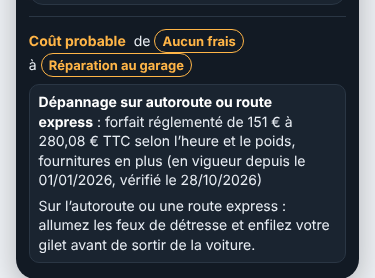 Coût probable de Aucun frais
à Réparation au garage
Dépannage sur autoroute ou route
express : forfait réglementé de 151 € à
280,08 € TTC selon l’heure et le poids,
fournitures en plus (en vigueur depuis le
01/01/2026, vérifié le 28/10/2026)
Sur l’autoroute ou une route express :
allumez les feux de détresse et enfilez votre
gilet avant de sortir de la voiture.